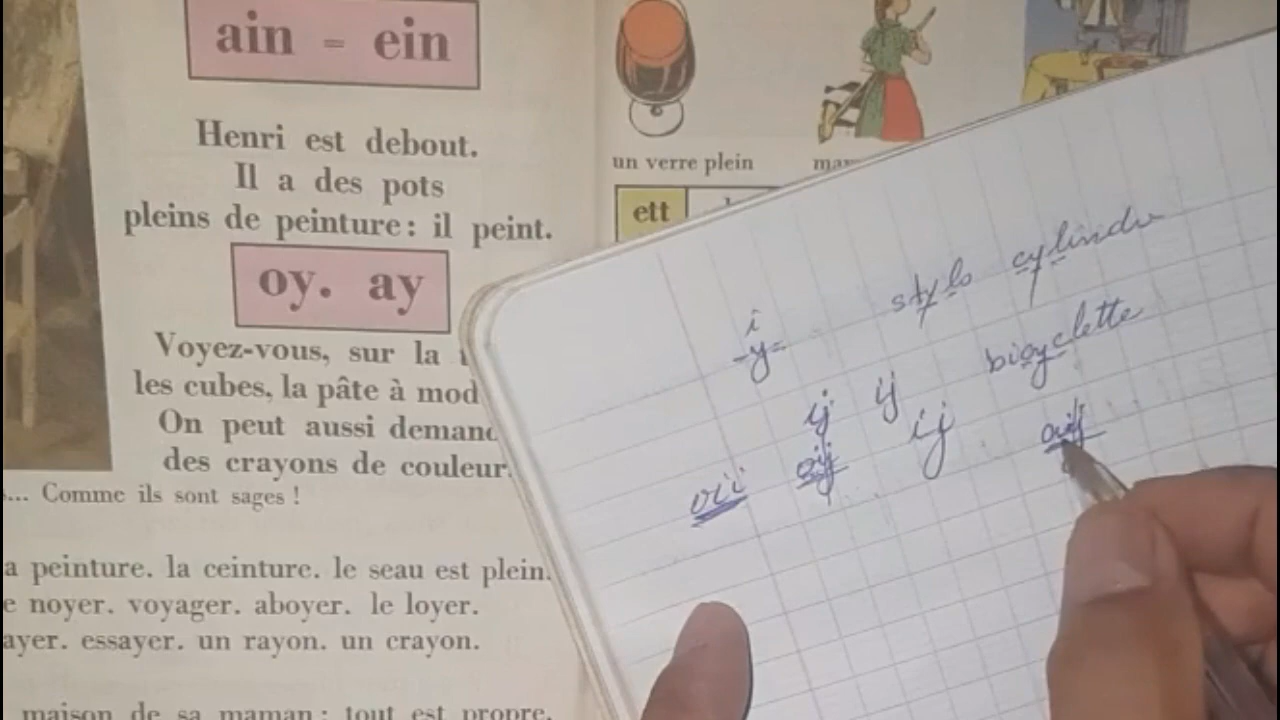 ain = ein
Henri est debout.
Il a des pots
pleins de peinture : il peint.
oy. ay
Voyez-vous, sur la
les cubes, la pâte à mod
On peut aussi demand
des crayons de couleur.
... Comme ils sont sages !
a peinture. la ceinture. le seau est plein.
e noyer. voyager. aboyer. le loyer.
ayer. essayer. un rayon. un crayon.
maison de sa maman : tout est propre.
un verre plein
ett
i
-y=
stylo cylindre
bicyclette
ij ij
ij
oii